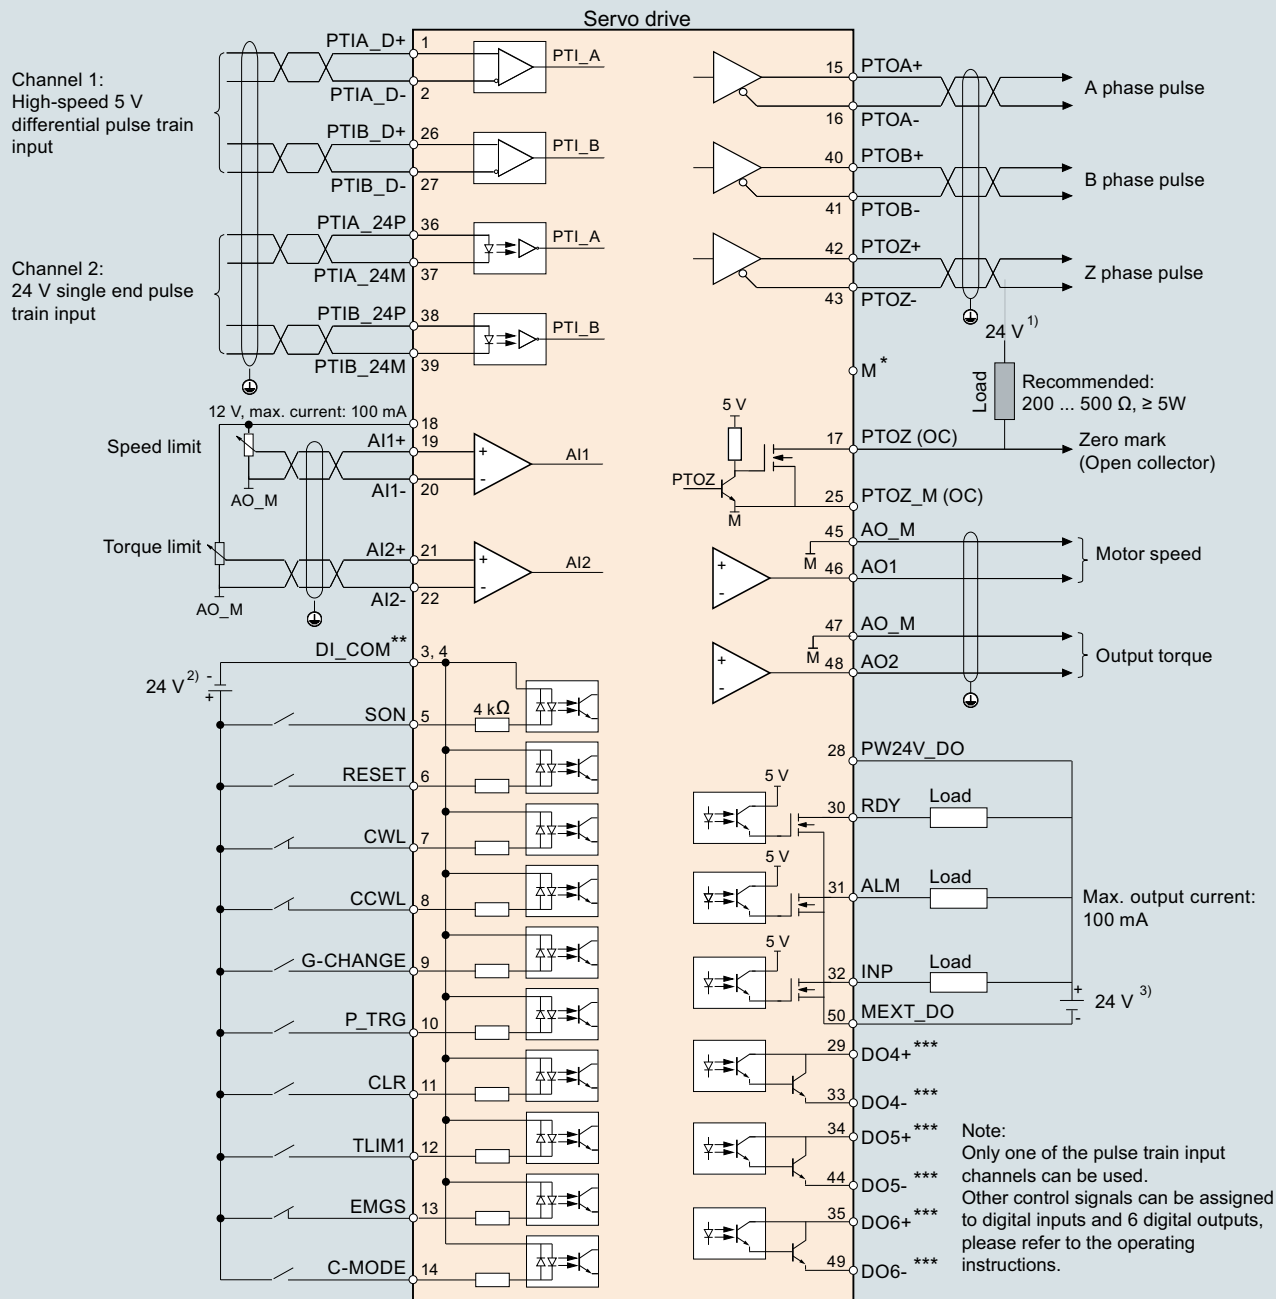 Servo drive
Channel 1:
High-speed 5 V
differential pulse train
input
PTIA_D+ 1
PTIA_D- 2
PTI_A
PTIB_D+ 26
PTIB_D- 27
PTI_B
Channel 2:
24 V single end pulse
train input
PTIA_24P 36
PTIA_24M 37
PTI_A
PTIB_24P 38
PTIB_24M 39
PTI_B
12 V, max. current: 100 mA 18
Speed limit
AI1+ 19
AI1- 20
AO_M
AI1
+
-
Torque limit
AI2+ 21
AI2- 22
AO_M
AI2
+
-
DI_COM** 3, 4
24 V 2)
-
+
SON 5
4 kΩ
RESET 6
CWL 7
CCWL 8
G-CHANGE 9
P_TRG 10
CLR 11
TLIM1 12
EMGS 13
C-MODE 14
15 PTOA+
16 PTOA-
A phase pulse
40 PTOB+
41 PTOB-
B phase pulse
42 PTOZ+
43 PTOZ-
Z phase pulse
24 V 1)
M*
Load
Recommended:
200 ... 500 Ω, ≥ 5W
5 V
PTOZ
M
17 PTOZ (OC)
25 PTOZ_M (OC)
Zero mark
(Open collector)
45 AO_M
M
46 AO1
+
-
Motor speed
47 AO_M
M
48 AO2
+
-
Output torque
28 PW24V_DO
5 V
30 RDY
Load
5 V
31 ALM
Load
Max. output current:
100 mA
5 V
32 INP
Load
+
24 V 3)
-
50 MEXT_DO
29 DO4+ ***
33 DO4- ***
34 DO5+ ***
44 DO5- ***
35 DO6+ ***
49 DO6- ***
Note:
Only one of the pulse train input
channels can be used.
Other control signals can be assigned
to digital inputs and 6 digital outputs,
please refer to the operating
instructions.